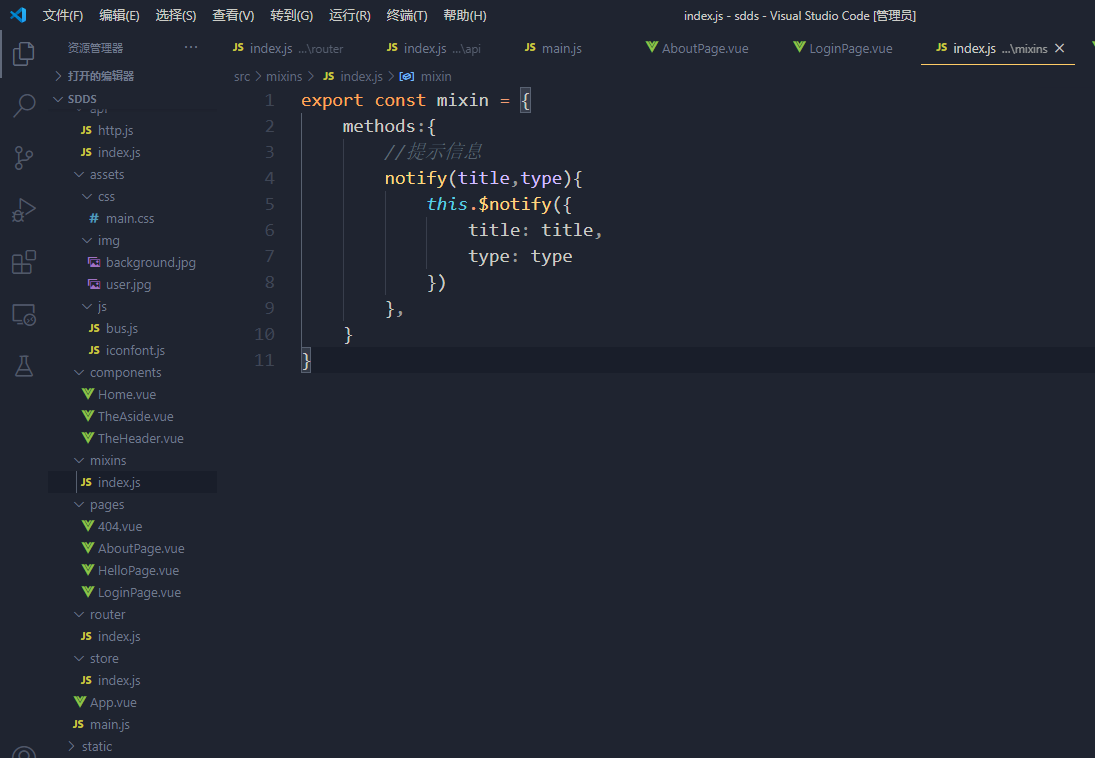 文件(F) 编辑(E) 选择(S) 查看(V) 转到(G) 运行(R) 终端(T) 帮助(H) index.js - sdds - Visual Studio Code [管理员]
资源管理器 ···
JS index.js ...\router JS index.js ...\api JS main.js AboutPage.vue LoginPage.vue JS index.js ...\mixins
打开的编辑器
src > mixins > JS index.js > mixin
SDDS
api
JS http.js
JS index.js
assets
css
# main.css
img
background.jpg
user.jpg
js
JS bus.js
JS iconfont.js
components
Home.vue
TheAside.vue
TheHeader.vue
mixins
JS index.js
pages
404.vue
AboutPage.vue
HelloPage.vue
LoginPage.vue
router
JS index.js
store
JS index.js
App.vue
JS main.js
static
1 export const mixin = {
2 methods:{
3 //提示信息
4 notify(title,type){
5 this.$notify({
6 title: title,
7 type: type
8 })
9 },
10 }
11 }